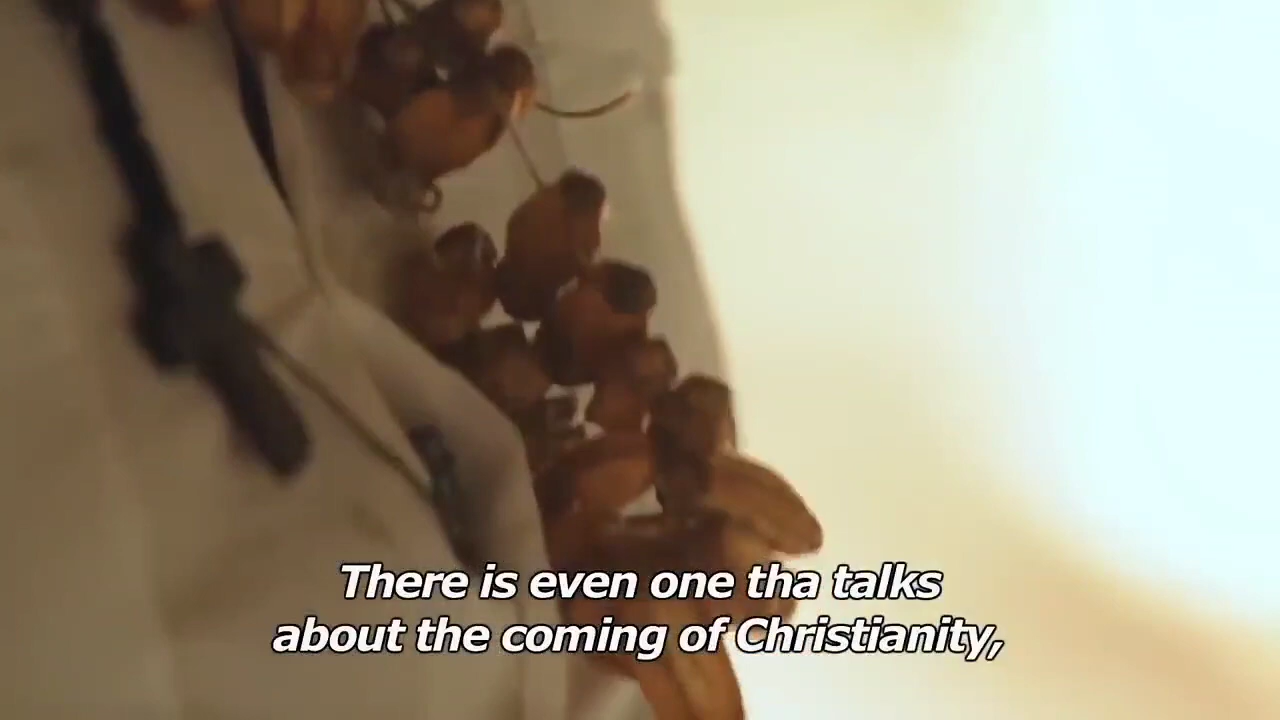 There is even one tha talks
about the coming of Christianity,